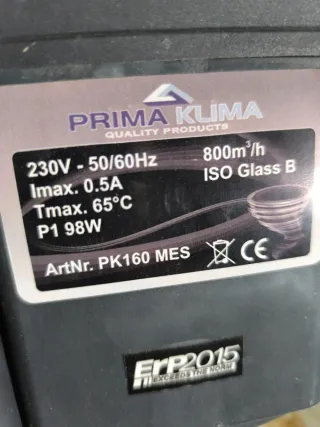 PRIMA KLIMA
QUALITY PRODUCTS
230V - 50/60Hz
Imax. 0.5A
Tmax. 65°C
P1 98W
800m³/h
ISO Glass B
ArtNr. PK160 MES
CE
ErP2015
EXCEEDS THE NORM